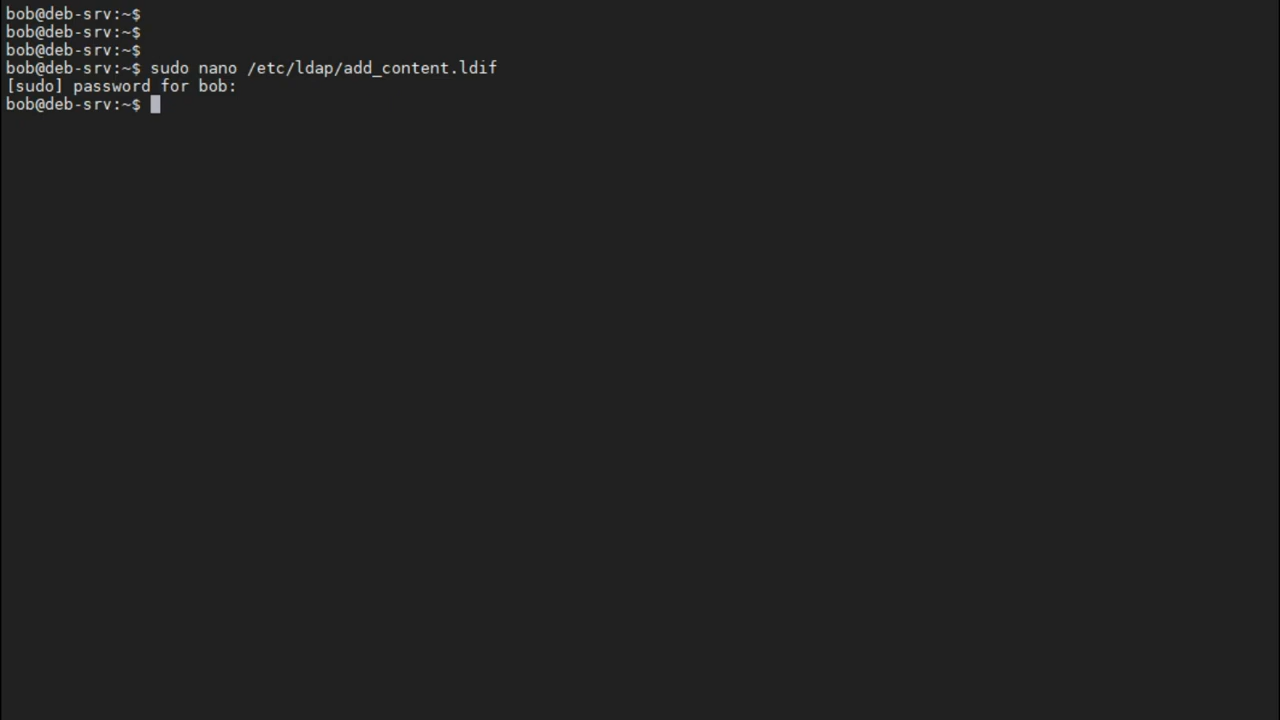 bob@deb-srv:~$
bob@deb-srv:~$
bob@deb-srv:~$
bob@deb-srv:~$ sudo nano /etc/ldap/add_content.ldif
[sudo] password for bob:
bob@deb-srv:~$